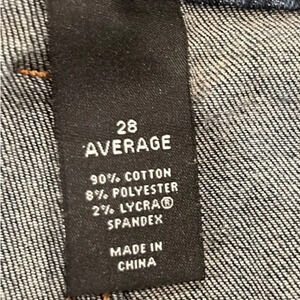 28
AVERAGE
90% COTTON
8% POLYESTER
2% LYCRA®
SPANDEX
MADE IN
CHINA